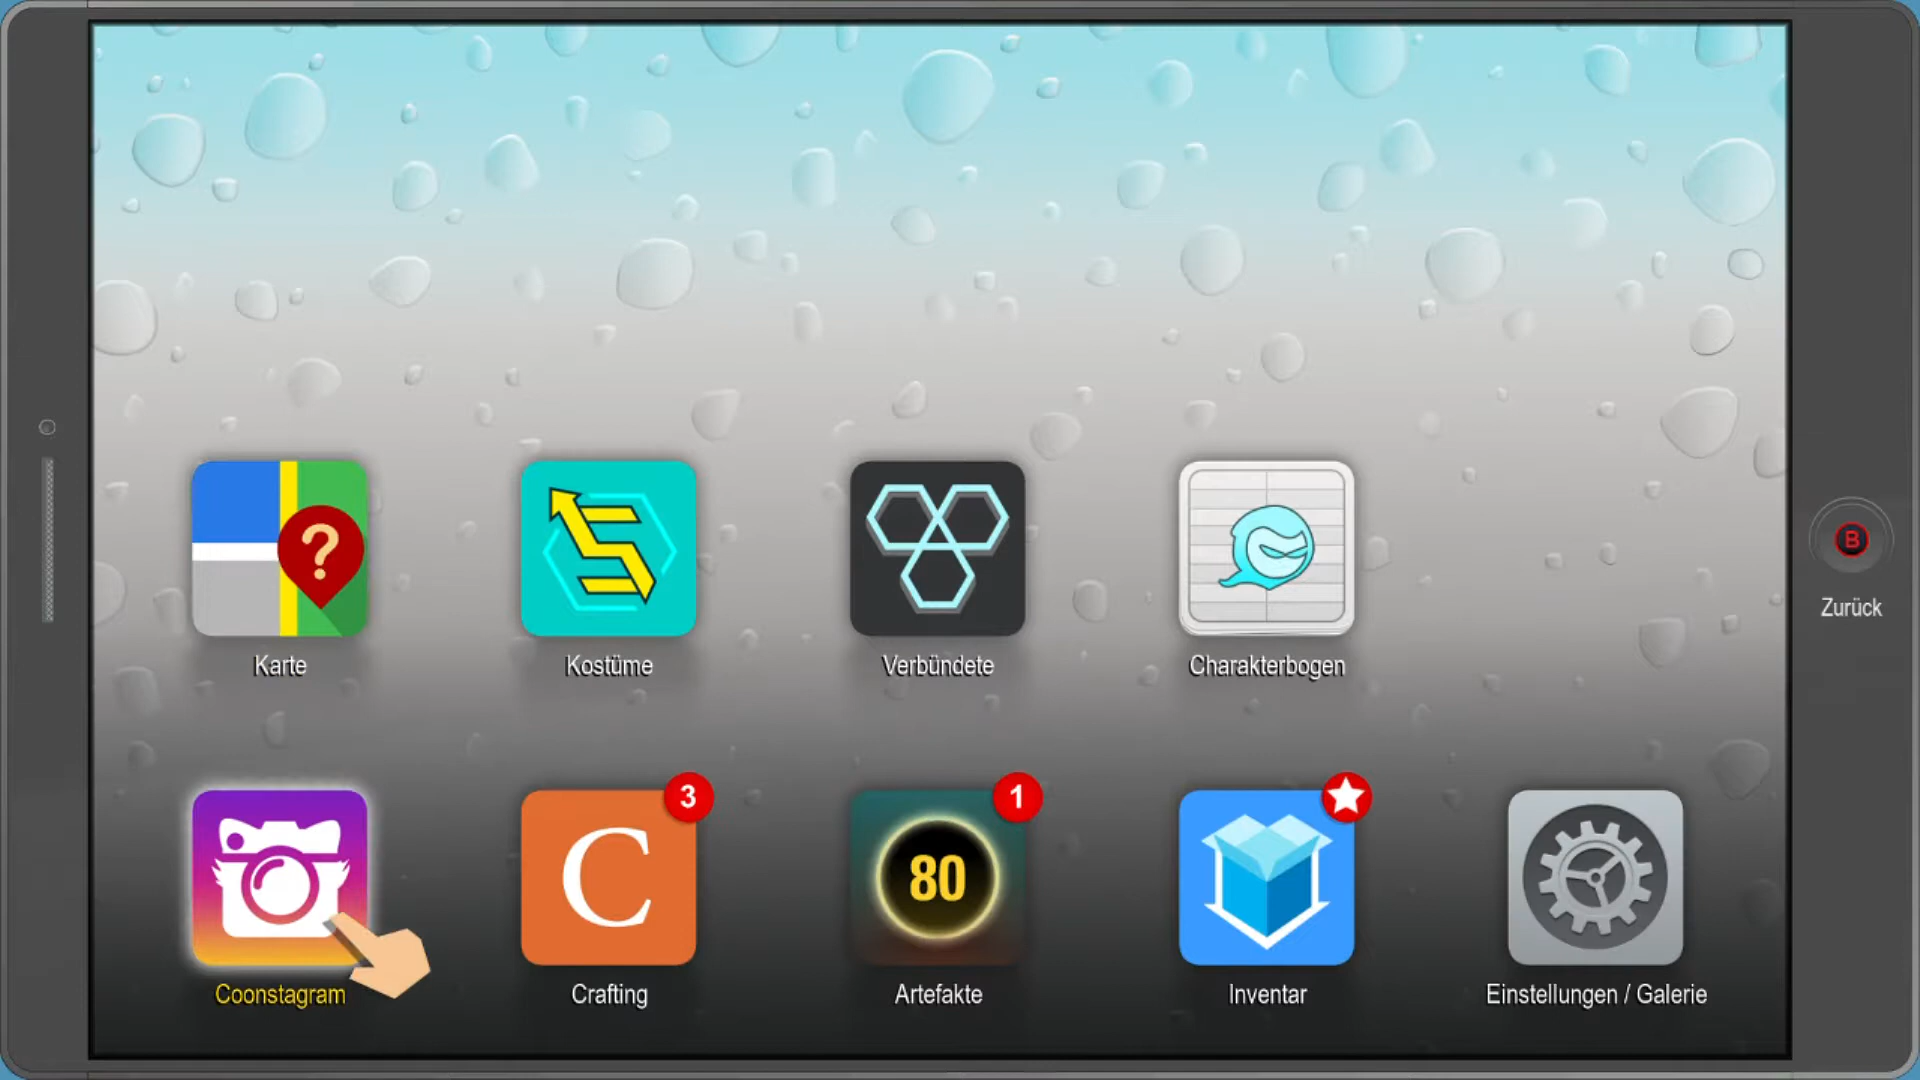 ?
Karte
Kostüme
Verbündete
Charakterbogen
B
Zurück
Coonstagram
C
3
Crafting
80
1
Artefakte
Inventar
Einstellungen / Galerie